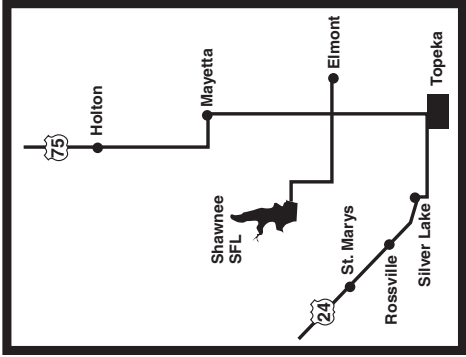 75
Holton
Mayetta
Elmont
Topeka
Shawnee
SFL
St. Marys
24
Rossville
Silver Lake